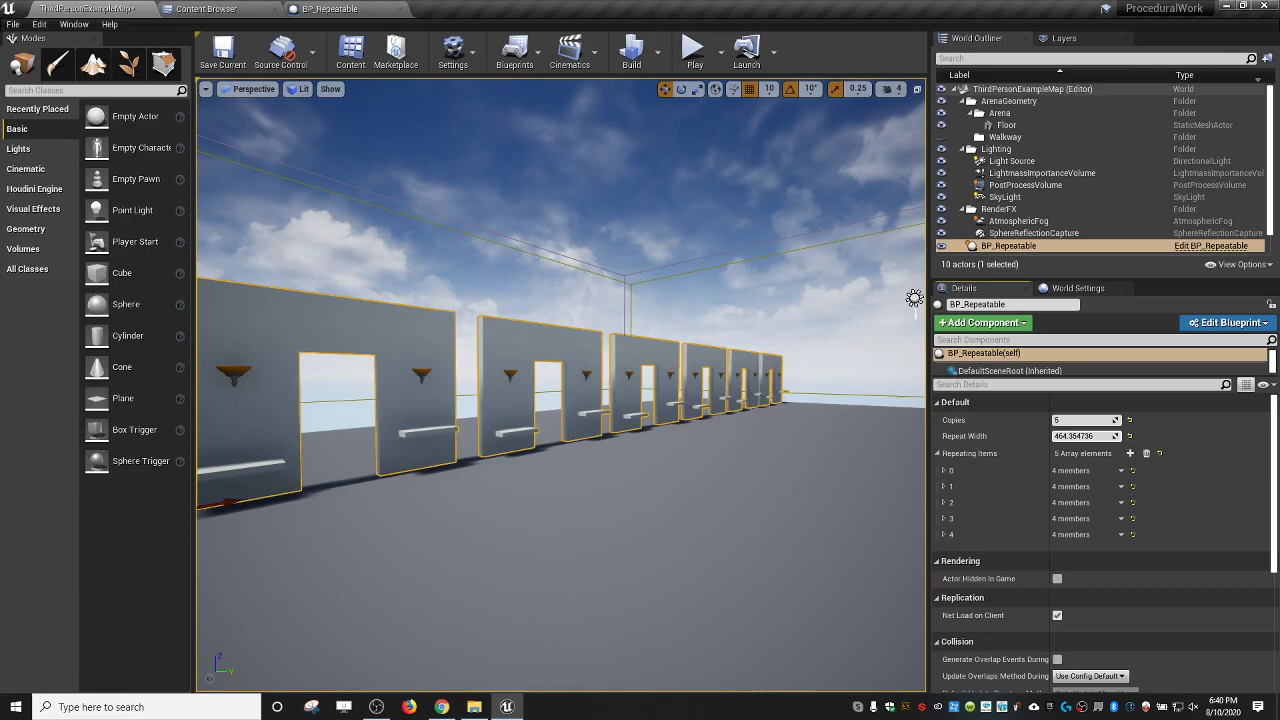 ThirdPersonExampleMap*
Content Browser
BP_Repeatable
ProceduralWork
File
Edit
Window
Help
Modes
Search Classes
Recently Placed
Basic
Lights
Cinematic
Houdini Engine
Visual Effects
Geometry
Volumes
All Classes
Empty Actor
Empty Charact
Empty Pawn
Point Light
Player Start
Cube
Sphere
Cylinder
Cone
Plane
Box Trigger
Sphere Trigger
Save Current
Source Control
Content
Marketplace
Settings
Blueprints
Cinematics
Build
Play
Launch
Perspective
Lit
Show
10
10°
0.25
4
Z
Y
World Outliner
Layers
Search
Label
Type
ThirdPersonExampleMap (Editor)
World
ArenaGeometry
Folder
Arena
Folder
Floor
StaticMeshActor
Walkway
Folder
Lighting
Folder
Light Source
DirectionalLight
LightmassImportanceVolume
LightmassImportanceVol
PostProcessVolume
PostProcessVolume
SkyLight
SkyLight
RenderFX
Folder
AtmosphericFog
AtmosphericFog
SphereReflectionCapture
SphereReflectionCapture
BP_Repeatable
Edit BP_Repeatable
10 actors (1 selected)
View Options
Details
World Settings
BP_Repeatable
+Add Component
Edit Blueprint
Search Components
BP_Repeatable(self)
DefaultSceneRoot (Inherited)
Search Details
Default
Copies
5
Repeat Width
464.354736
Repeating Items
5 Array elements
0
4 members
1
4 members
2
4 members
3
4 members
4
4 members
Rendering
Actor Hidden In Game
Replication
Net Load on Client
Collision
Generate Overlap Events During
Update Overlaps Method During
Use Config Default
Type here to search
6:40 PM
8/10/2020